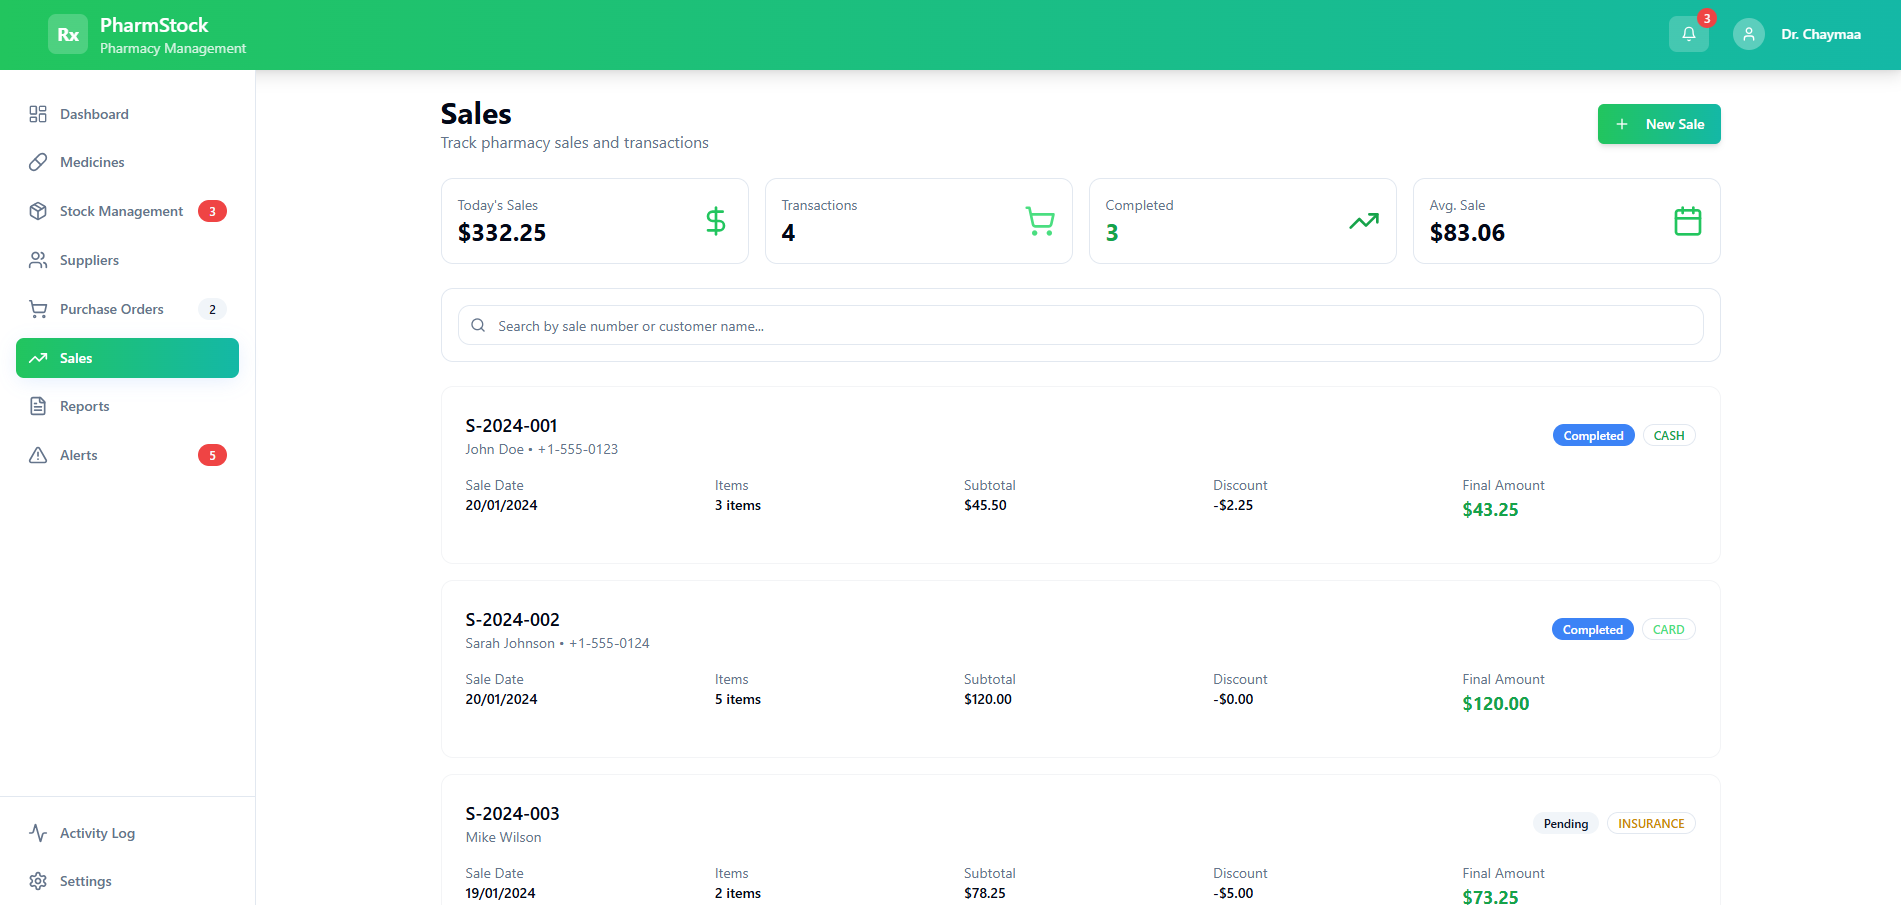 Rx
PharmStock
Pharmacy Management
3
Dr. Chaymaa
Dashboard
Medicines
Stock Management 3
Suppliers
Purchase Orders 2
Sales
Reports
Alerts 5
Activity Log
Settings
Sales
Track pharmacy sales and transactions
+ New Sale
Today's Sales
$332.25
Transactions
4
Completed
3
Avg. Sale
$83.06
Search by sale number or customer name...
S-2024-001
John Doe • +1-555-0123
Completed CASH
Sale Date Items Subtotal Discount Final Amount
20/01/2024 3 items $45.50 -$2.25 $43.25
S-2024-002
Sarah Johnson • +1-555-0124
Completed CARD
Sale Date Items Subtotal Discount Final Amount
20/01/2024 5 items $120.00 -$0.00 $120.00
S-2024-003
Mike Wilson
Pending INSURANCE
Sale Date Items Subtotal Discount Final Amount
19/01/2024 2 items $78.25 -$5.00 $73.25